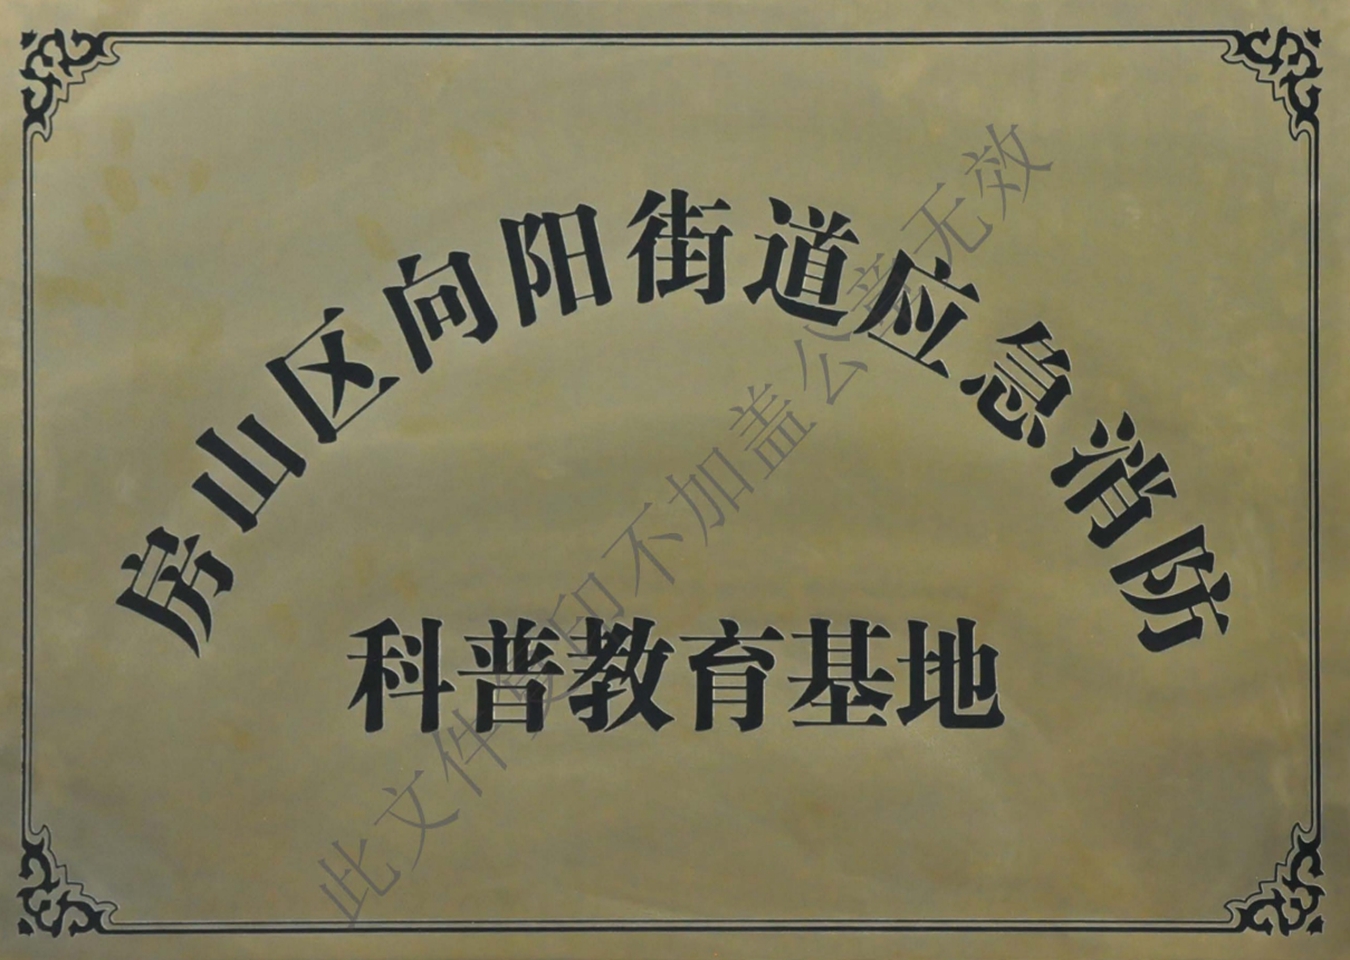 房山区向阳街道应急消防
科普教育基地
此文件复印不加盖公章无效